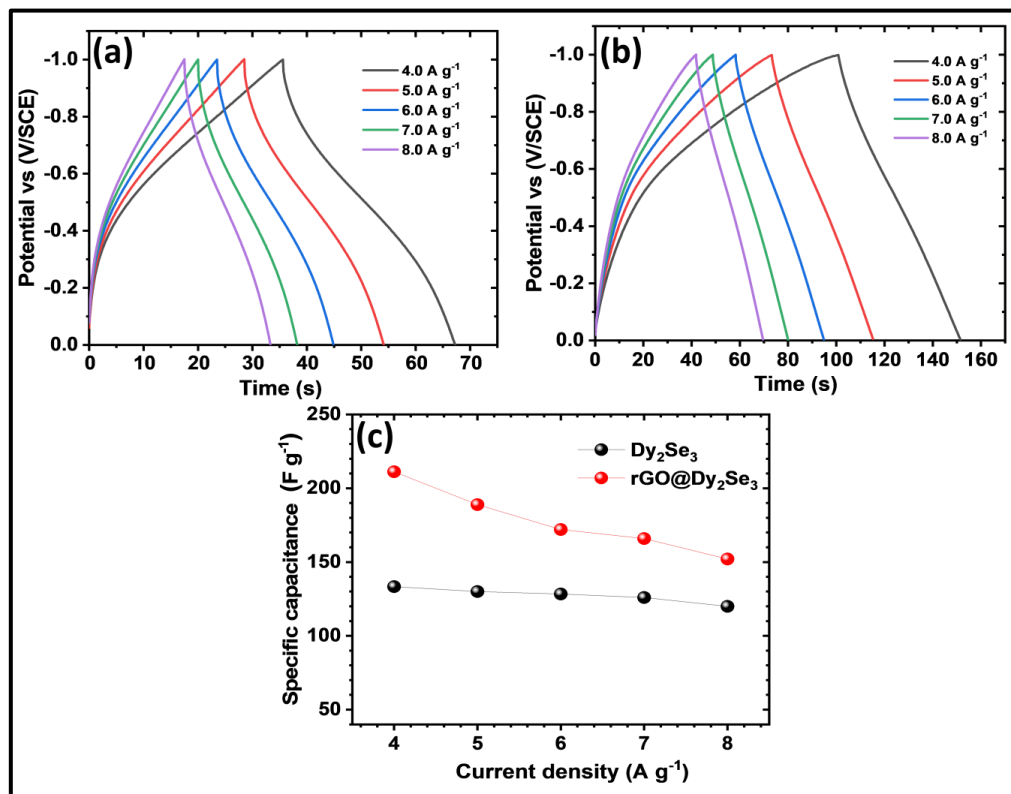 (a)
4.0 A g⁻¹
5.0 A g⁻¹
6.0 A g⁻¹
7.0 A g⁻¹
8.0 A g⁻¹
Potential vs (V/SCE)
-1.0
-0.8
-0.6
-0.4
-0.2
0.0
0 10 20 30 40 50 60 70
Time (s)
(b)
4.0 A g⁻¹
5.0 A g⁻¹
6.0 A g⁻¹
7.0 A g⁻¹
8.0 A g⁻¹
Potential vs (V/SCE)
-1.0
-0.8
-0.6
-0.4
-0.2
0.0
0 20 40 60 80 100 120 140 160
Time (s)
(c)
Dy₂Se₃
rGO@Dy₂Se₃
Specific capacitance (F g⁻¹)
250
200
150
100
50
4 5 6 7 8
Current density (A g⁻¹)